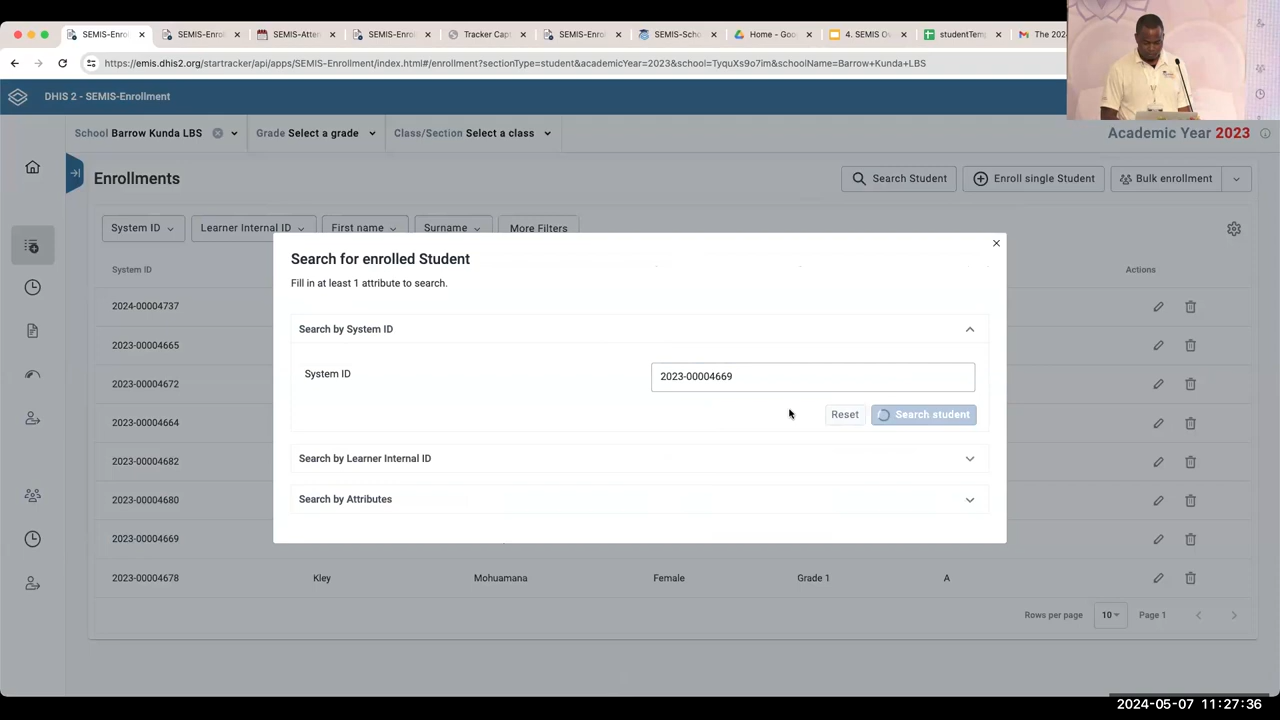 SEMIS-Enro
SEMIS-Enro
SEMIS-Atte
SEMIS-Enro
Tracker Cap
SEMIS-Enro
SEMIS-Scho
Home - Goo
4. SEMIS O
studentTem
The 202
https://emis.dhis2.org/startracker/api/apps/SEMIS-Enrollment/index.html#/enrollment?sectionType=student&academicYear=2023&school=TyquXs9o7im&schoolName=Barrow+Kunda+LBS
DHIS 2 - SEMIS-Enrollment
School Barrow Kunda LBS
Grade Select a grade
Class/Section Select a class
Academic Year 2023
Enrollments
Search Student
Enroll single Student
Bulk enrollment
System ID
Learner Internal ID
First name
Surname
More Filters
System ID
Actions
2024-00004737
2023-00004665
2023-00004672
2023-00004664
2023-00004682
2023-00004680
2023-00004669
2023-00004678 Kley Mohuamana Female Grade 1 A
Rows per page 10 Page 1
Search for enrolled Student
Fill in at least 1 attribute to search.
Search by System ID
System ID
2023-00004669
Reset
Search student
Search by Learner Internal ID
Search by Attributes
2024-05-07 11:27:36